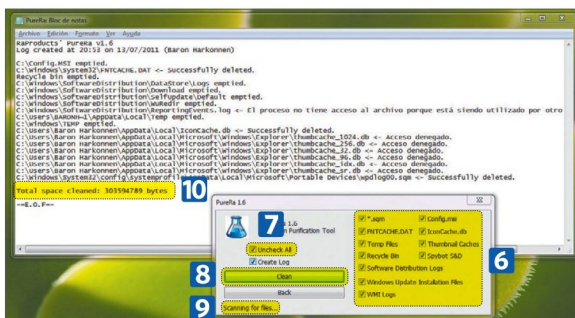 PureRa: Bloc de notas
Archivo Edición Formato Ver Ayuda
RaProducts' PureRa v1.6
Log created at 20:53 on 13/07/2011 (Baron Harkonnen)
C:\Config.MSI emptied.
C:\Windows\system32\FNTCACHE.DAT <- Successfully deleted.
Recycle bin emptied.
C:\Windows\SoftwareDistribution\DataStore\Logs emptied.
C:\Windows\SoftwareDistribution\Download emptied.
C:\Windows\SoftwareDistribution\SelfUpdate\Default emptied.
C:\Windows\SoftwareDistribution\WuRedir emptied.
C:\Windows\SoftwareDistribution\ReportingEvents.log <- El proceso no tiene acceso al archivo porque está siendo utilizado por otro
C:\Users\BARONH~1\AppData\Local\Temp emptied.
C:\Windows\TEMP emptied.
C:\Users\Baron Harkonnen\AppData\Local\IconCache.db <- Successfully deleted.
C:\Users\Baron Harkonnen\AppData\Local\Microsoft\Windows\Explorer\thumbcache_1024.db <- Acceso denegado.
C:\Users\Baron Harkonnen\AppData\Local\Microsoft\Windows\Explorer\thumbcache_256.db <- Acceso denegado.
C:\Users\Baron Harkonnen\AppData\Local\Microsoft\Windows\Explorer\thumbcache_32.db <- Acceso denegado.
C:\Users\Baron Harkonnen\AppData\Local\Microsoft\Windows\Explorer\thumbcache_96.db <- Acceso denegado.
C:\Users\Baron Harkonnen\AppData\Local\Microsoft\Windows\Explorer\thumbcache_idx.db <- Acceso denegado.
C:\Users\Baron Harkonnen\AppData\Local\Microsoft\Windows\Explorer\thumbcache_sr.db <- Acceso denegado.
C:\Windows\System32\config\systemprofile\AppData\Local\Microsoft\Portable Devices\wpdlog00.sqm <- Successfully deleted.
Total space cleaned: 303594789 bytes
10
-=E.O.F=-
PureRa 1.6
7
1.6
Purification Tool
Uncheck All
Create Log
8
Clean
Back
9
Scanning for files...
*.sqm
Config.msi
FNTCACHE.DAT
IconCache.db
Temp Files
Thumbnail Caches
Recycle Bin
Spybot S&D
6
Software Distribution Logs
Windows Update Installation Files
WMI Logs